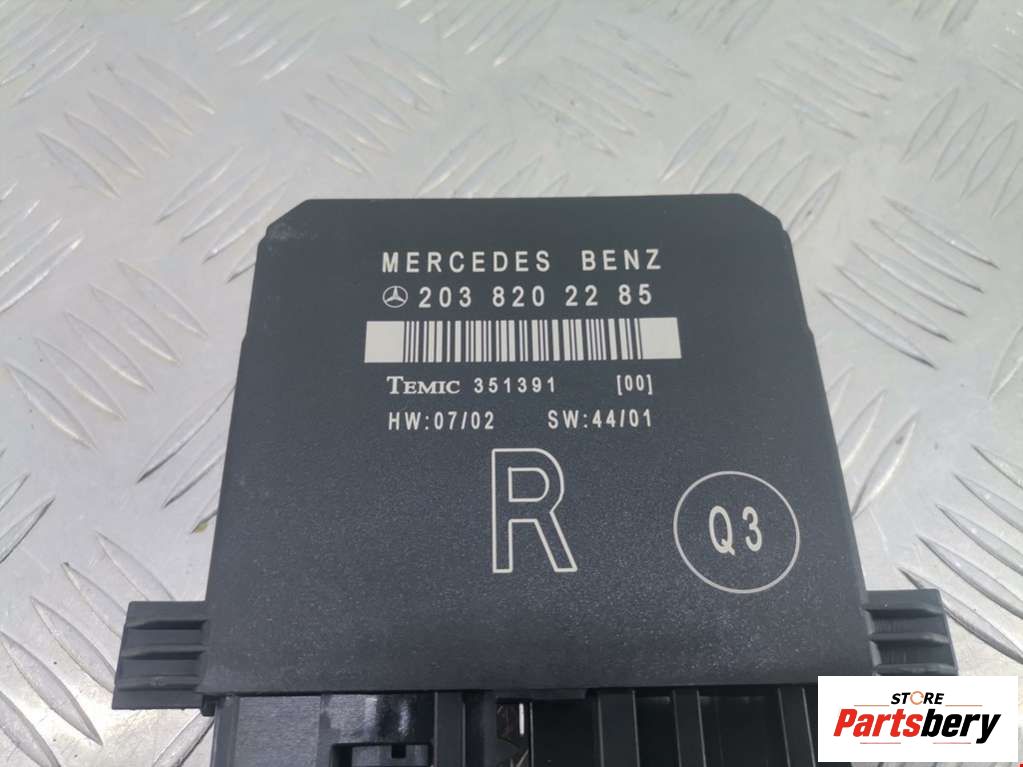 MERCEDES BENZ
203 820 22 85
TEMIC 351391 [00]
HW:07/02 SW:44/01
R
Q3
STORE
Partsbery